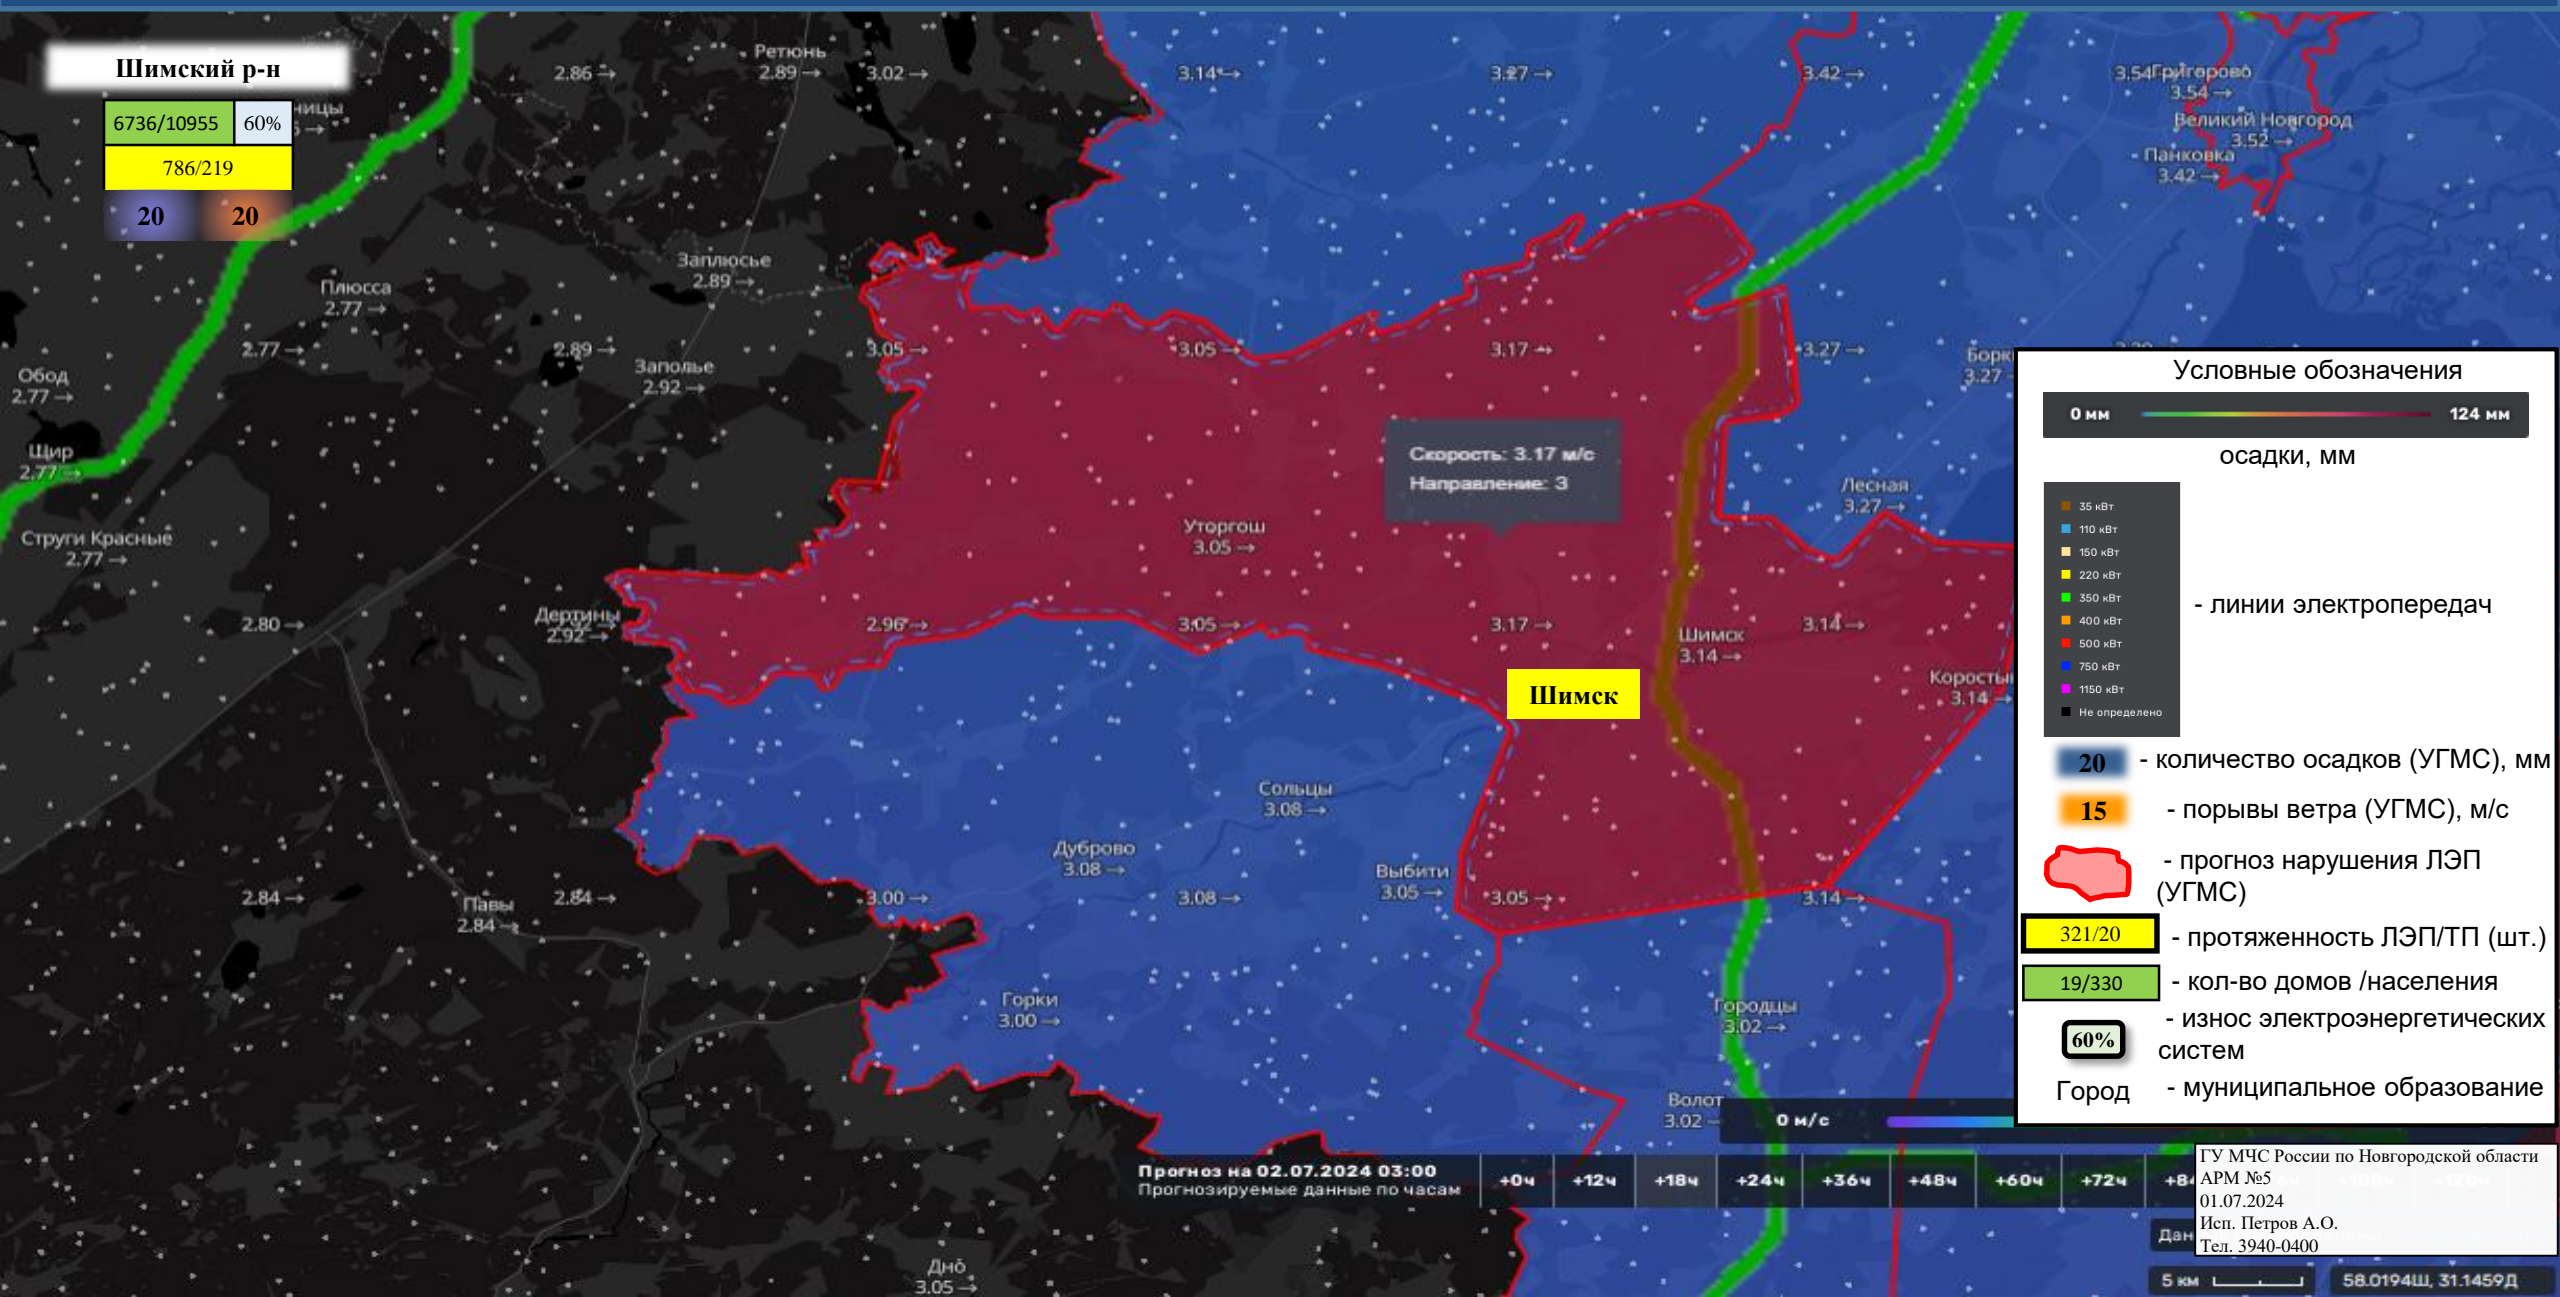 Шимский р-н
6736/10955 60%
786/219
20 20
Ретюнь
2.89 →
2.86 →
3.02 →
3.14 →
3.27 →
3.42 →
3.54
Григорово
3.54 →
Великий Новгород
3.52 →
Панковка
3.42 →
Заплюсье
2.89 →
Плюсса
2.77 →
2.77 →
2.89 →
3.05 →
3.05 →
3.17 →
3.27 →
Заполье
2.92 →
Обод
2.77 →
3.27
Щир
2.77 →
Скорость: 3.17 м/с
Направление: З
Лесная
3.27 →
Струги Красные
2.77 →
Уторгош
3.05 →
Дертины
2.92 →
2.80 →
2.96 →
3.05 →
3.17 →
3.14 →
Шимск
3.14 →
Шимск
3.14 →
Сольцы
3.08 →
Дуброво
3.08 →
Выбити
3.05 →
2.84 →
2.84 →
3.00 →
3.08 →
3.05 →
3.14 →
Павы
2.84 →
Горки
3.00 →
Городцы
3.02 →
Волот
3.02
0 м/с
Днo
3.05 →
Прогноз на 02.07.2024 03:00
Прогнозируемые данные по часам
+0ч +12ч +18ч +24ч +36ч +48ч +60ч +72ч +84
Условные обозначения
0 мм 124 мм
осадки, мм
35 кВт
110 кВт
150 кВт
220 кВт
350 кВт
400 кВт
500 кВт
750 кВт
1150 кВт
Не определено
- линии электропередач
20 - количество осадков (УГМС), мм
15 - порывы ветра (УГМС), м/с
- прогноз нарушения ЛЭП
(УГМС)
321/20 - протяженность ЛЭП/ТП (шт.)
19/330 - кол-во домов /населения
60% - износ электроэнергетических
систем
Город - муниципальное образование
ГУ МЧС России по Новгородской области
АРМ №5
01.07.2024
Исп. Петров А.О.
Тел. 3940-0400
5 км
58.0194Ш, 31.1459Д